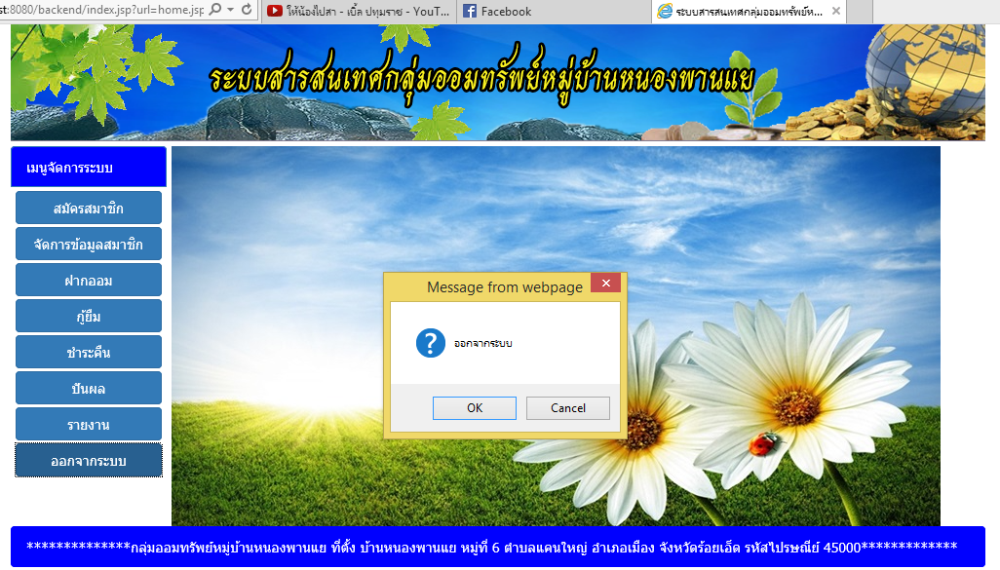 st:8080/backend/index.jsp?url=home.jsp
ให้น้องไปสา - เบิ้ล ปทุมราช - YouT...
Facebook
ระบบสารสนเทศกลุ่มออมทรัพย์ห...
ระบบสารสนเทศกลุ่มออมทรัพย์หมู่บ้านหนองพานแย
เมนูจัดการระบบ
สมัครสมาชิก
จัดการข้อมูลสมาชิก
ฝากออม
กู้ยืม
ชำระคืน
ปันผล
รายงาน
ออกจากระบบ
Message from webpage
ออกจากระบบ
OK
Cancel
**************กลุ่มออมทรัพย์หมู่บ้านหนองพานแย ที่ตั้ง บ้านหนองพานแย หมู่ที่ 6 ตำบลแคนใหญ่ อำเภอเมือง จังหวัดร้อยเอ็ด รหัสไปรษณีย์ 45000*************